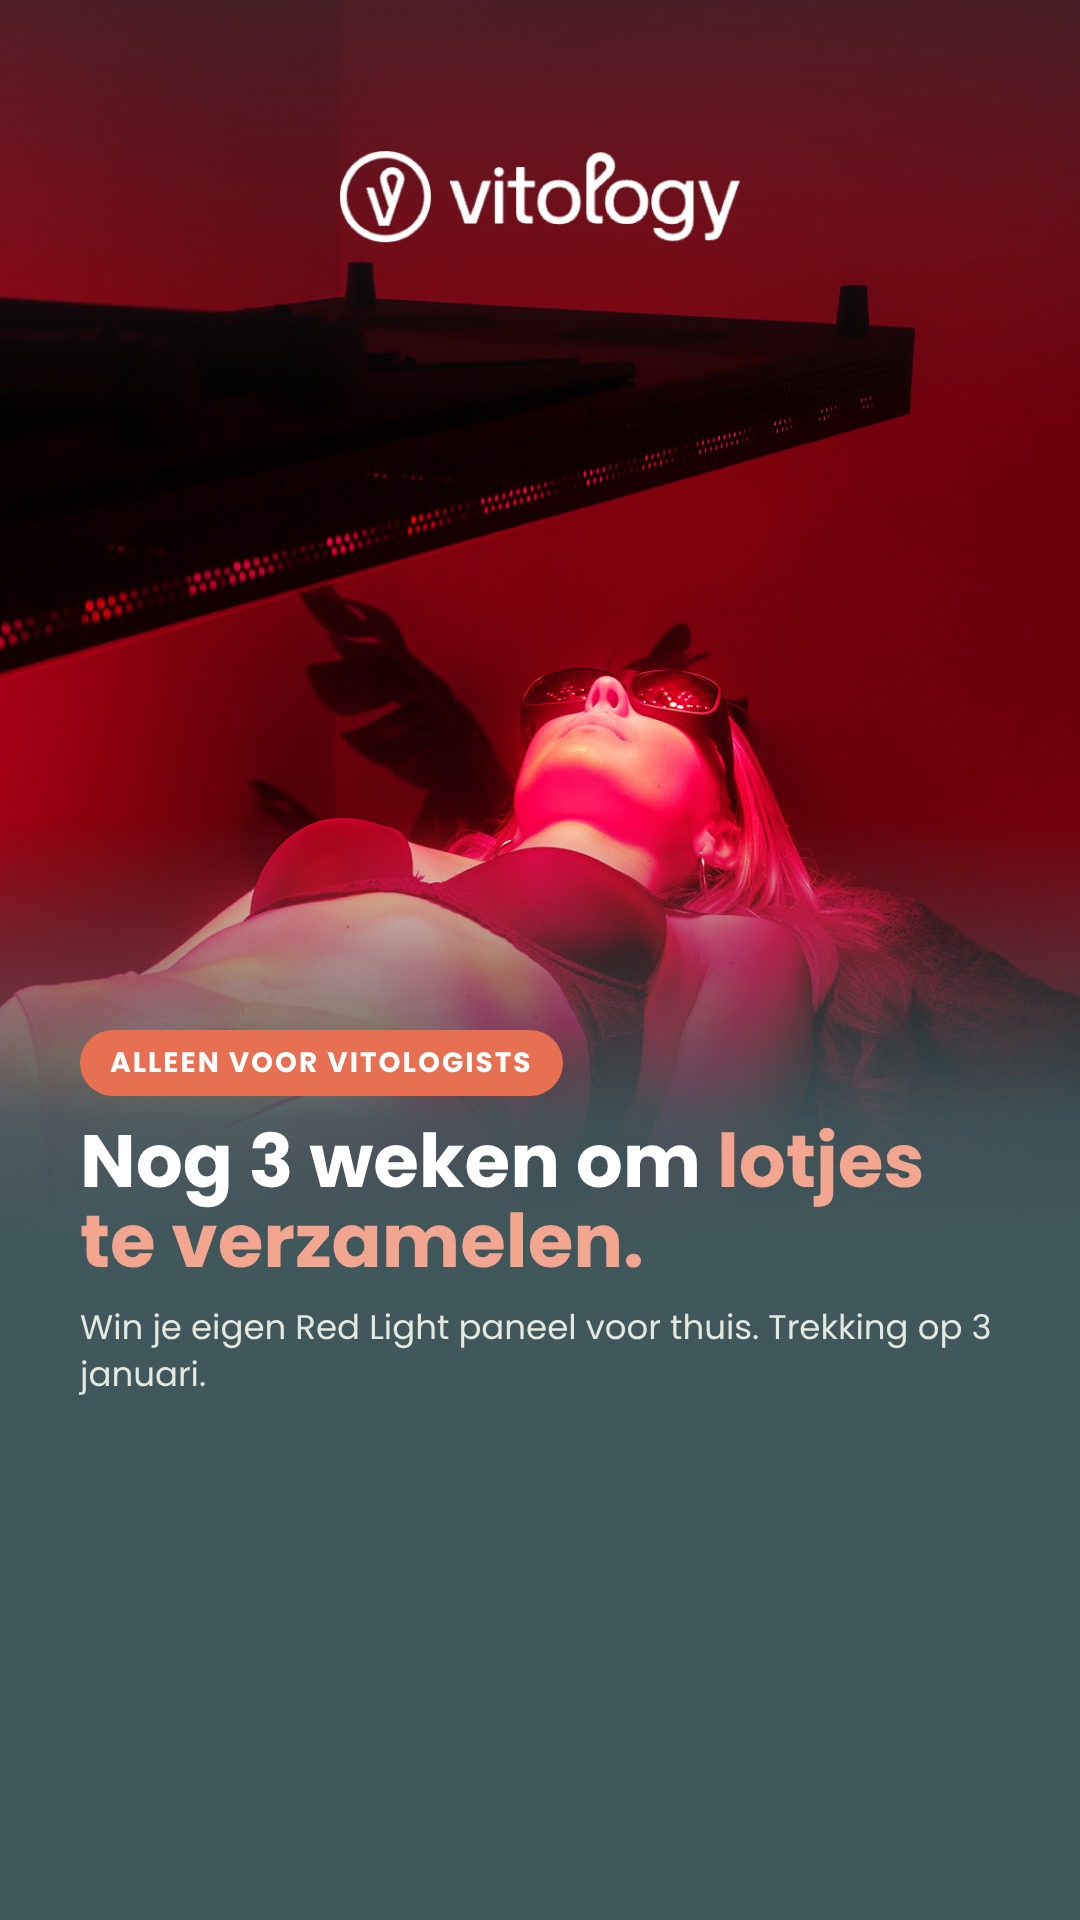 vitology
ALLEEN VOOR VITOLOGISTS
Nog 3 weken om lotjes
te verzamelen.
Win je eigen Red Light paneel voor thuis. Trekking op 3
januari.